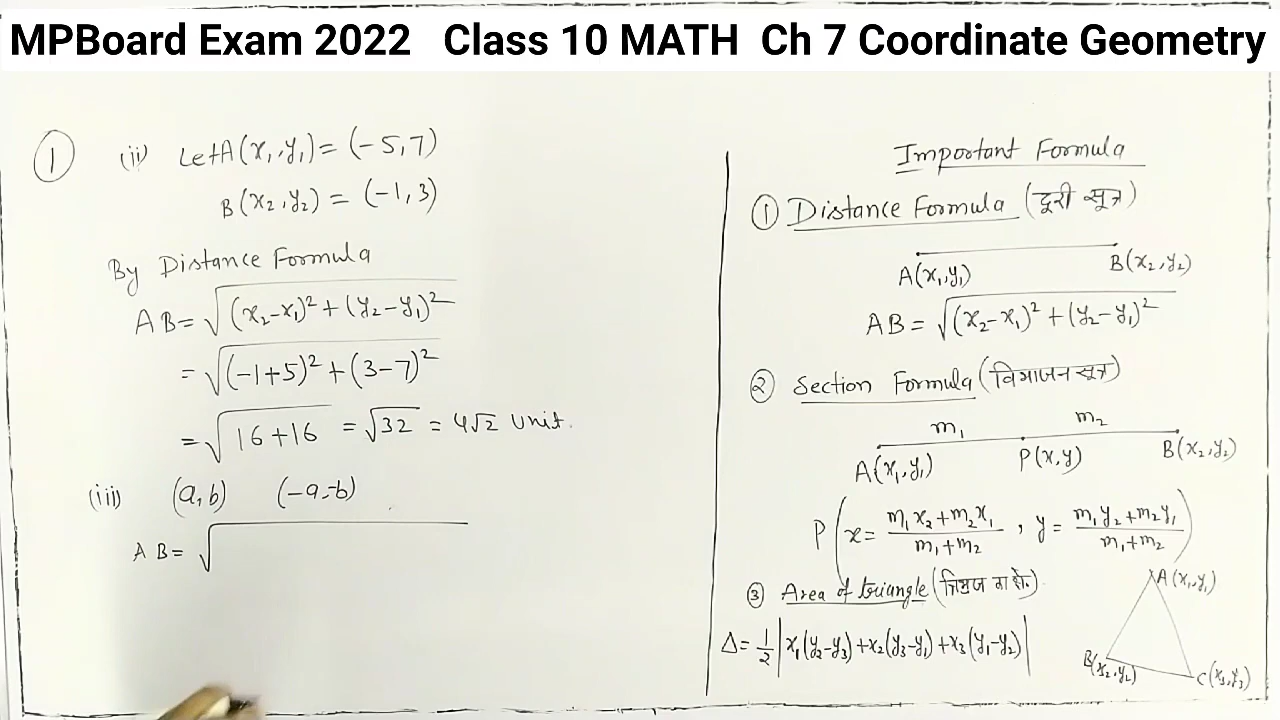 MPBoard Exam 2022 Class 10 MATH Ch 7 Coordinate Geometry
① (ii) Let A(x₁,y₁) = (-5,7)
B(x₂,y₂) = (-1,3)
By Distance Formula
AB = √((x₂-x₁)² + (y₂-y₁)²)
= √((-1+5)² + (3-7)²)
= √(16+16) = √32 = 4√2 Unit.
(iii) (a,b) (-a,-b)
AB = √
Important Formula
① Distance Formula (दूरी सूत्र)
A(x₁,y₁) B(x₂,y₂)
AB = √((x₂-x₁)² + (y₂-y₁)²)
② Section Formula (विभाजन सूत्र)
m₁ m₂
A(x₁,y₁) P(x,y) B(x₂,y₂)
P(x = (m₁x₂+m₂x₁)/(m₁+m₂), y = (m₁y₂+m₂y₁)/(m₁+m₂))
③ Area of triangle (त्रिभुज का क्षे.)
A(x₁,y₁)
Δ = 1/2 |x₁(y₂-y₃)+x₂(y₃-y₁)+x₃(y₁-y₂)|
B(x₂,y₂) C(x₃,y₃)